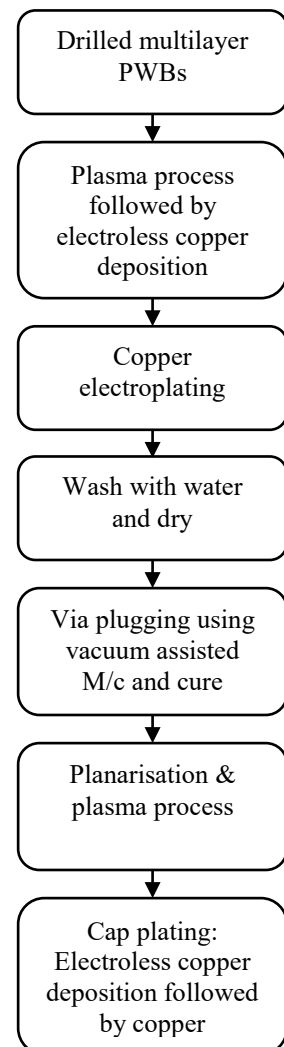 Drilled multilayer
PWBs
Plasma process
followed by
electroless copper
deposition
Copper
electroplating
Wash with water
and dry
Via plugging using
vacuum assisted
M/c and cure
Planarisation &
plasma process
Cap plating:
Electroless copper
deposition followed
by copper